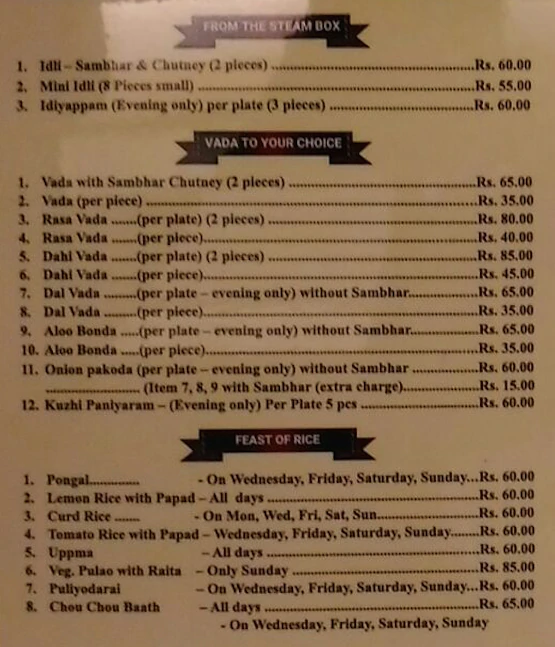 FROM THE STEAM BOX
1. Idli – Sambhar & Chutney (2 pieces) ......Rs. 60.00
2. Mini Idli (8 Pieces small) ......Rs. 55.00
3. Idiyappam (Evening only) per plate (3 pieces) ......Rs. 60.00
VADA TO YOUR CHOICE
1. Vada with Sambhar Chutney (2 pieces) ......Rs. 65.00
2. Vada (per piece) ......Rs. 35.00
3. Rasa Vada ......(per plate) (2 pieces) ......Rs. 80.00
4. Rasa Vada ......(per piece)......Rs. 40.00
5. Dahi Vada ......(per plate) (2 pieces) ......Rs. 85.00
6. Dahi Vada ......(per piece)......Rs. 45.00
7. Dal Vada ......(per plate – evening only) without Sambhar......Rs. 65.00
8. Dal Vada ......(per piece)......Rs. 35.00
9. Aloo Bonda .....(per plate – evening only) without Sambhar......Rs. 65.00
10. Aloo Bonda .....(per piece)......Rs. 35.00
11. Onion pakoda (per plate – evening only) without Sambhar ......Rs. 60.00
...... (Item 7, 8, 9 with Sambhar (extra charge)......Rs. 15.00
12. Kuzhi Paniyaram – (Evening only) Per Plate 5 pcs ......Rs. 60.00
FEAST OF RICE
1. Pongal...... - On Wednesday, Friday, Saturday, Sunday...Rs. 60.00
2. Lemon Rice with Papad – All days ......Rs. 60.00
3. Curd Rice ...... - On Mon, Wed, Fri, Sat, Sun......Rs. 60.00
4. Tomato Rice with Papad – Wednesday, Friday, Saturday, Sunday......Rs. 60.00
5. Uppma – All days ......Rs. 60.00
6. Veg. Pulao with Raita – Only Sunday ......Rs. 85.00
7. Puliyodarai – On Wednesday, Friday, Saturday, Sunday...Rs. 60.00
8. Chou Chou Baath – All days ......Rs. 65.00
- On Wednesday, Friday, Saturday, Sunday